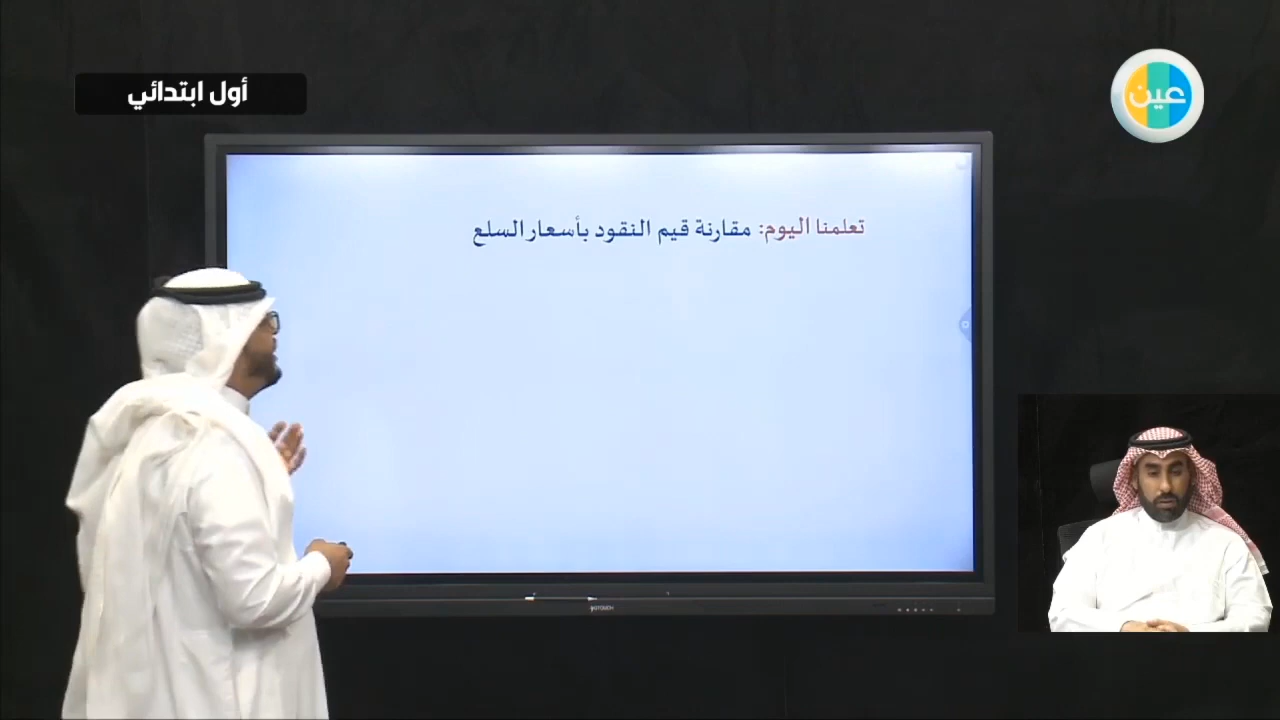 أول ابتدائي
عين
تعلمنا اليوم: مقارنة قيم النقود بأسعار السلع